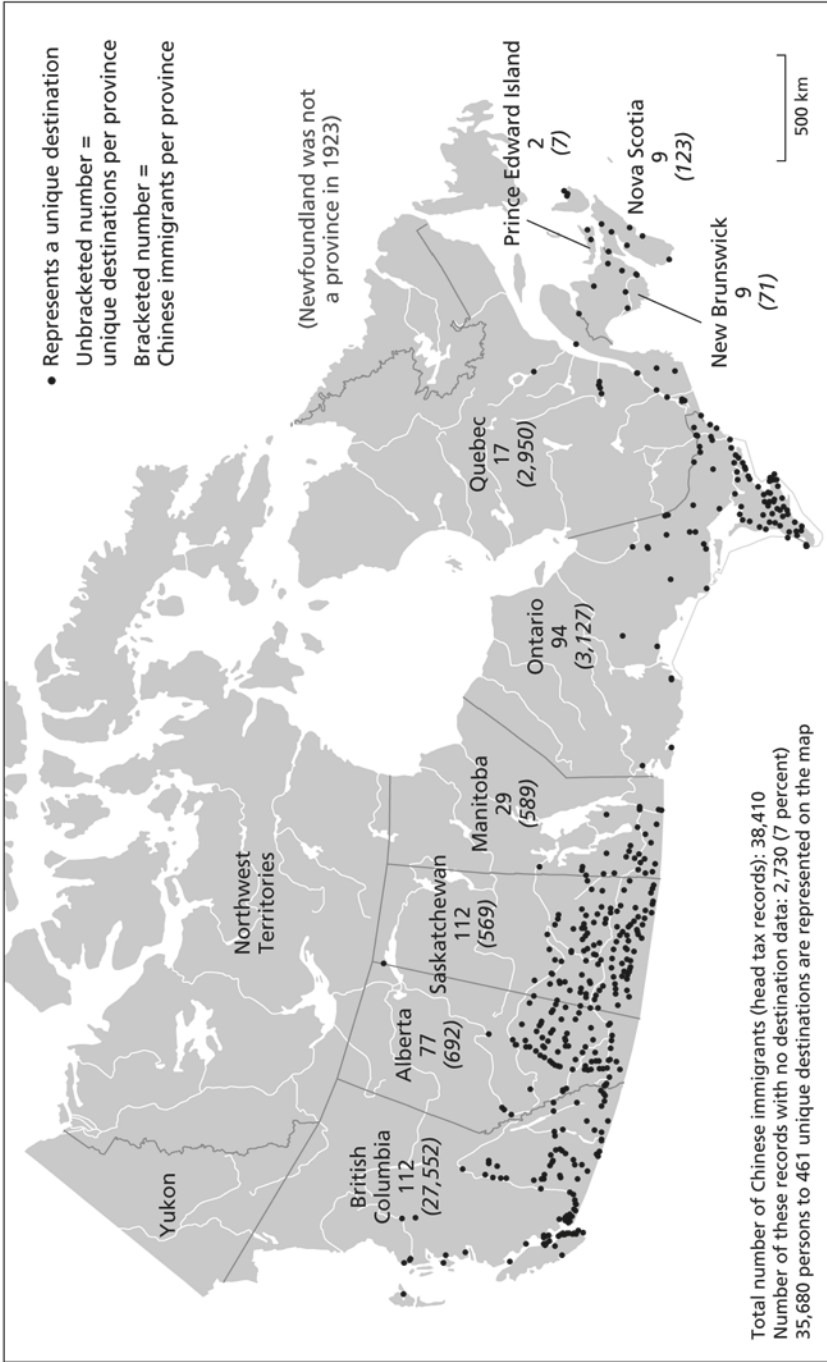 • Represents a unique destination
Unbracketed number =
unique destinations per province
Bracketed number =
Chinese immigrants per province
(Newfoundland was not
a province in 1923)
Yukon
Northwest
Territories
British
Columbia
112
(27,552)
Alberta
77
(692)
Saskatchewan
112
(569)
Manitoba
29
(589)
Ontario
94
(3,127)
Quebec
17
(2,950)
Prince Edward Island
2
(7)
Nova Scotia
9
(123)
New Brunswick
9
(71)
500 km
Total number of Chinese immigrants (head tax records): 38,410
Number of these records with no destination data: 2,730 (7 percent)
35,680 persons to 461 unique destinations are represented on the map